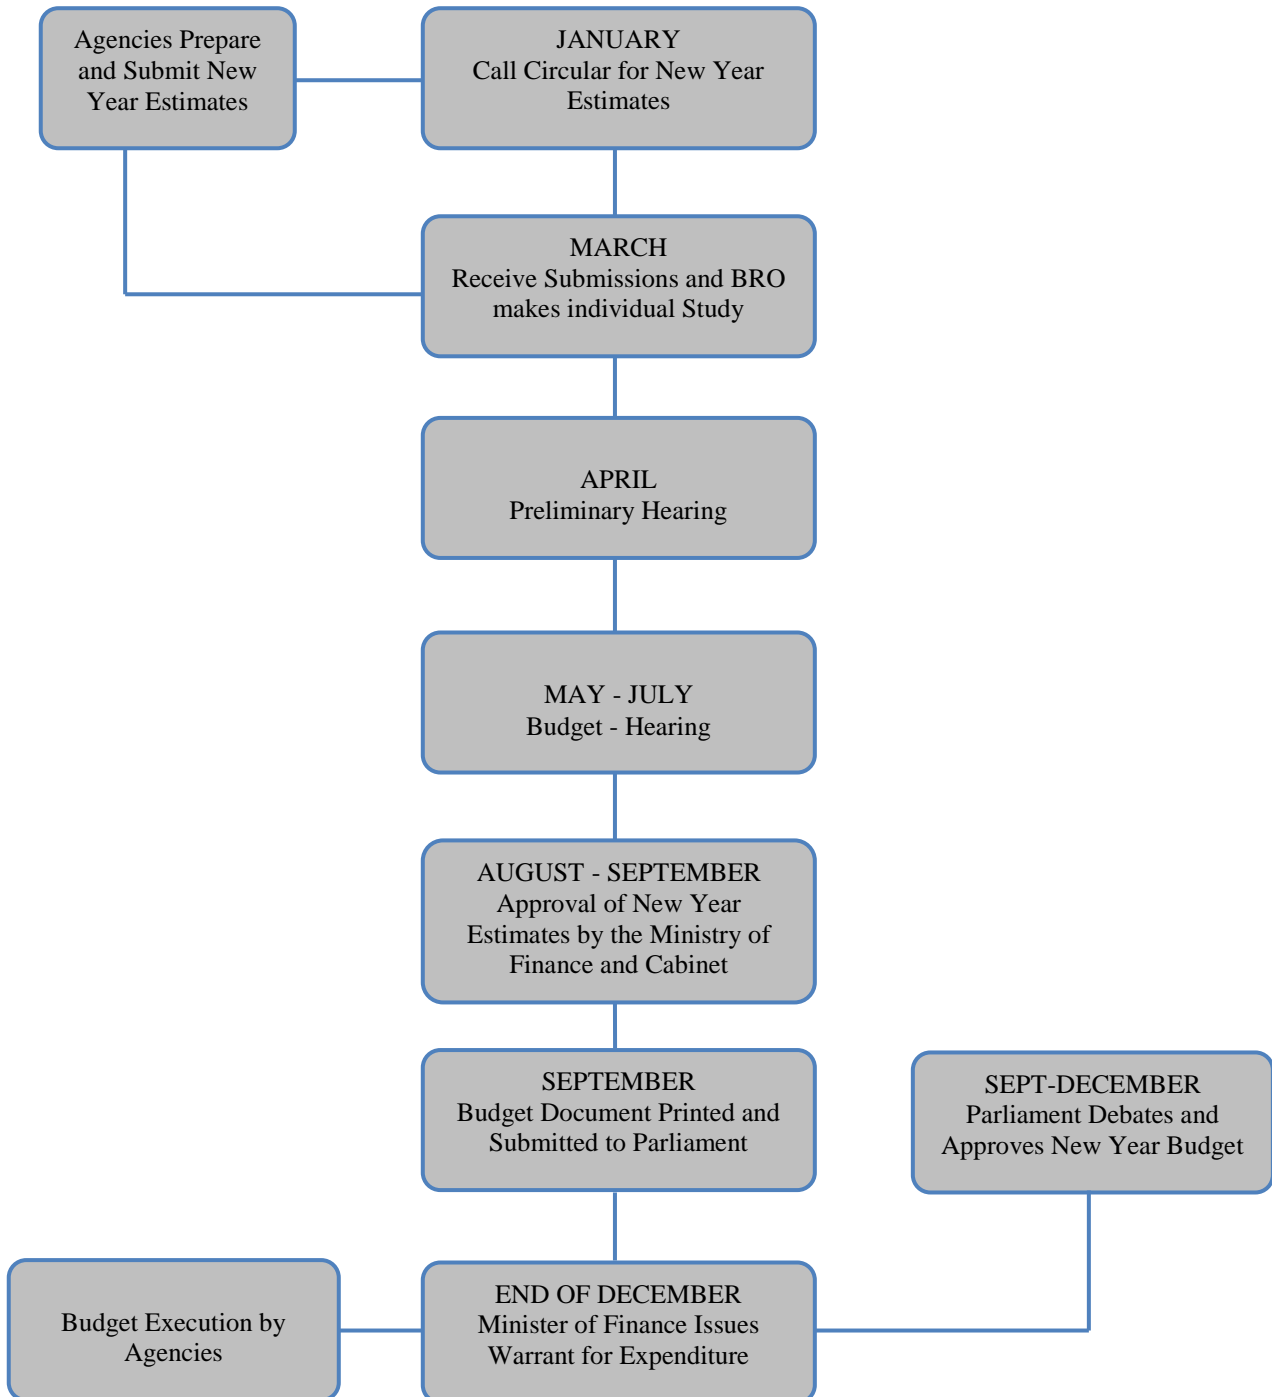 Agencies Prepare
and Submit New
Year Estimates
JANUARY
Call Circular for New Year
Estimates
MARCH
Receive Submissions and BRO
makes individual Study
APRIL
Preliminary Hearing
MAY - JULY
Budget - Hearing
AUGUST - SEPTEMBER
Approval of New Year
Estimates by the Ministry of
Finance and Cabinet
SEPTEMBER
Budget Document Printed and
Submitted to Parliament
SEPT-DECEMBER
Parliament Debates and
Approves New Year Budget
Budget Execution by
Agencies
END OF DECEMBER
Minister of Finance Issues
Warrant for Expenditure